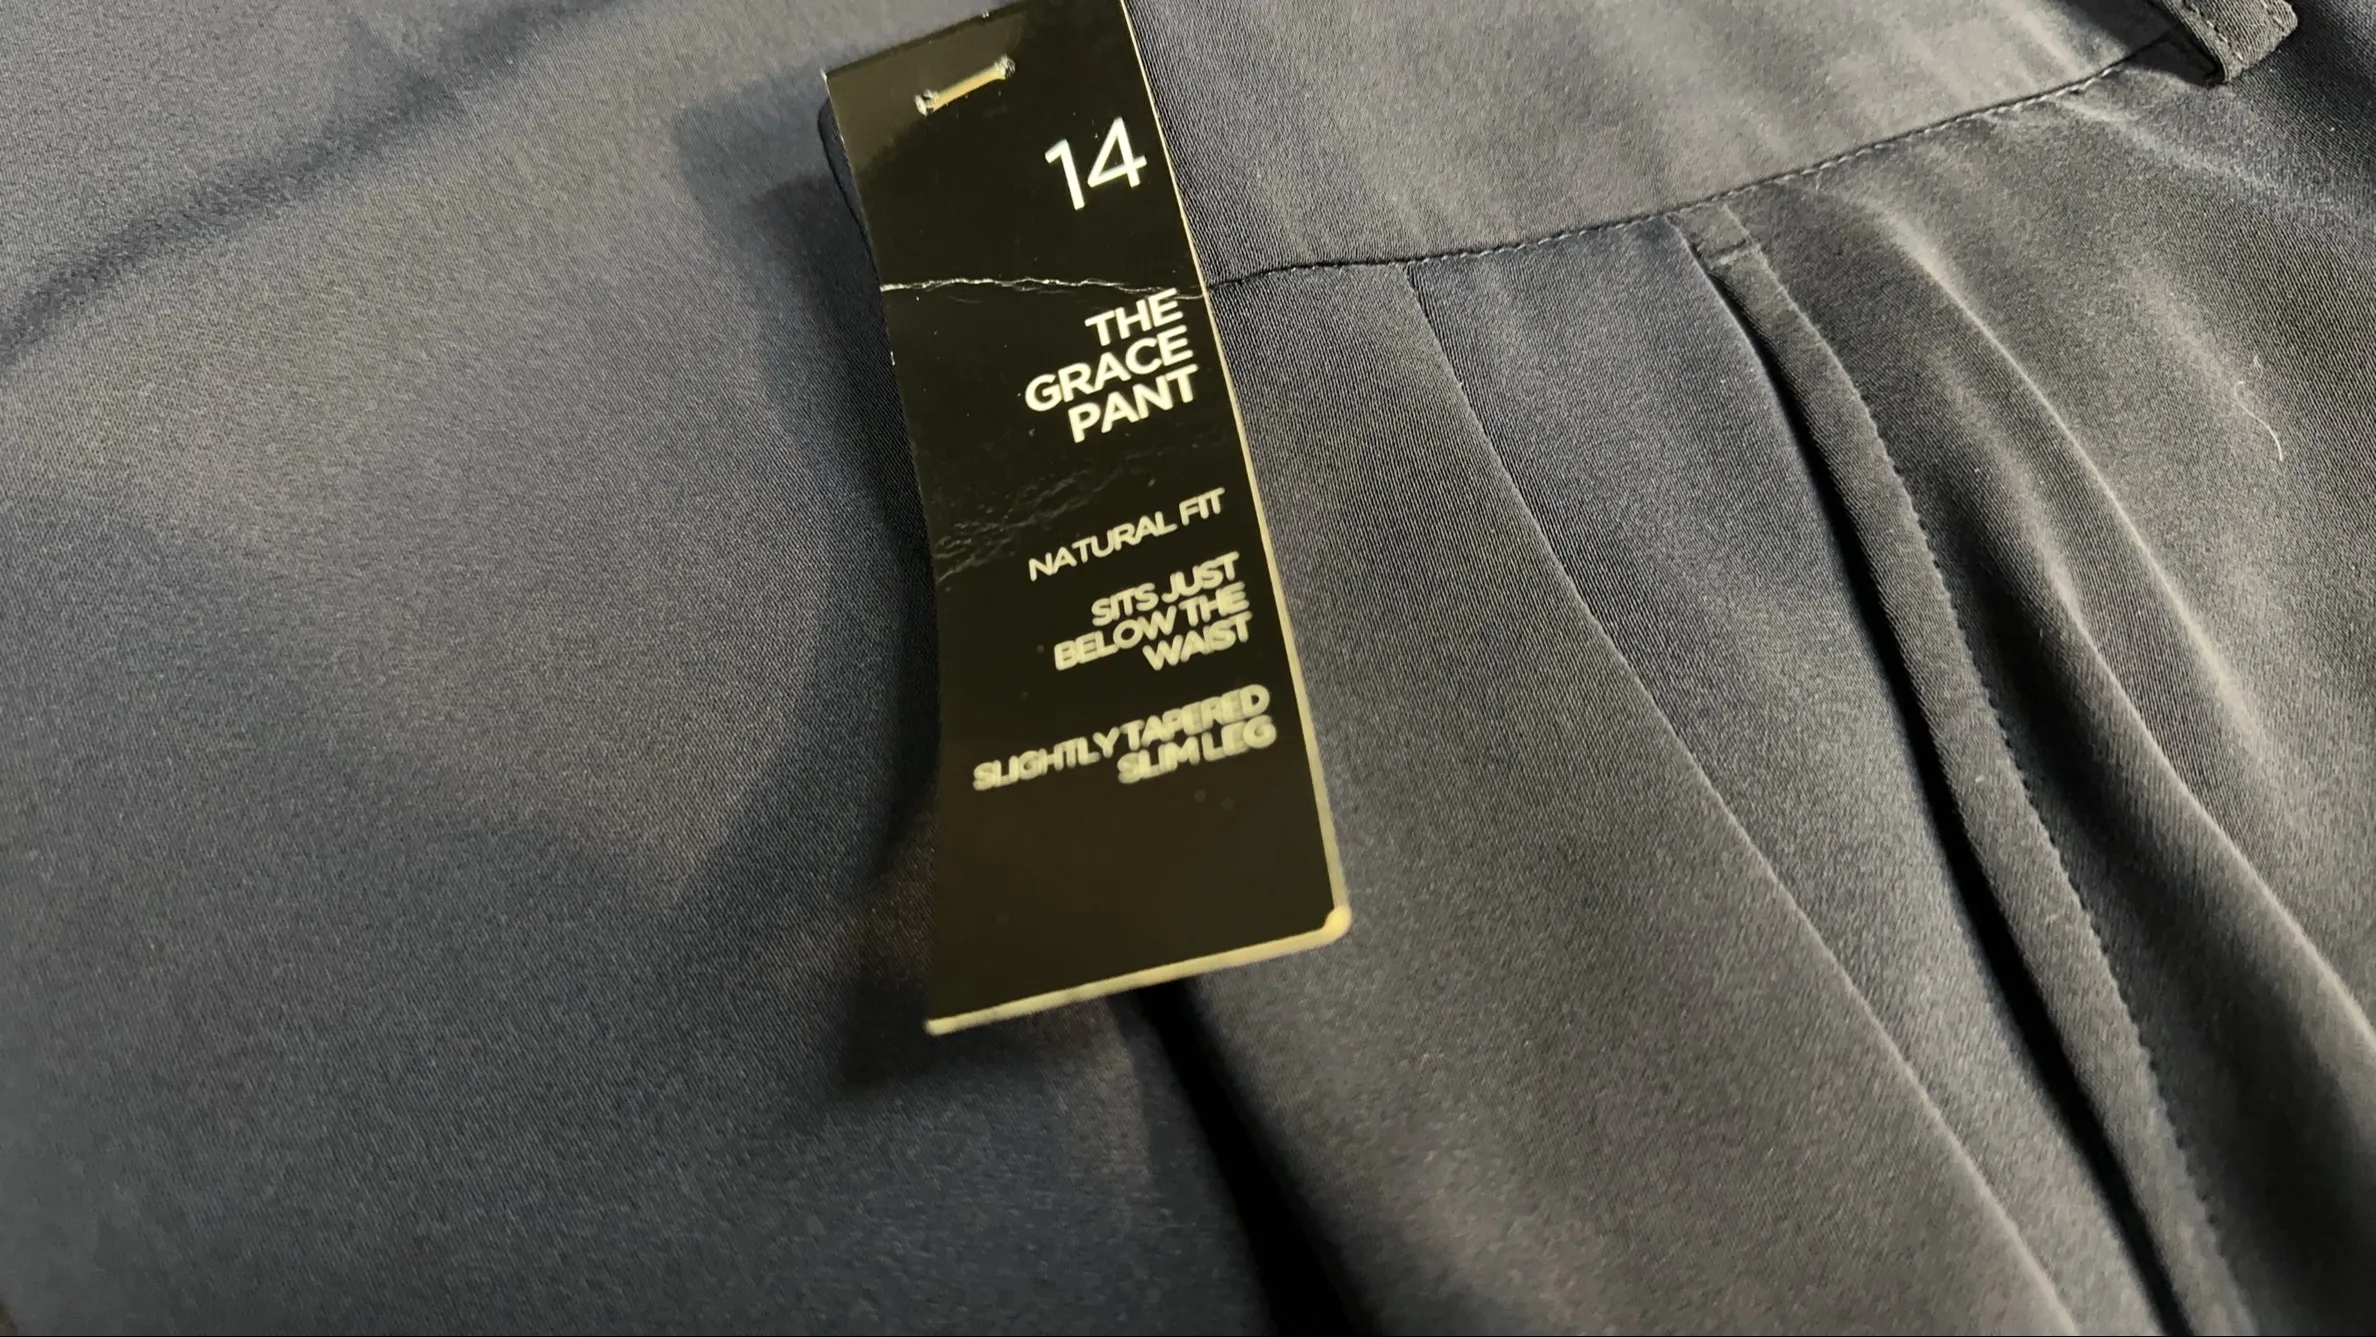 14
THE
GRACE
PANT
NATURAL FIT
SITS JUST
BELOW THE
WAIST
SLIGHTLY TAPERED
SLIM LEG